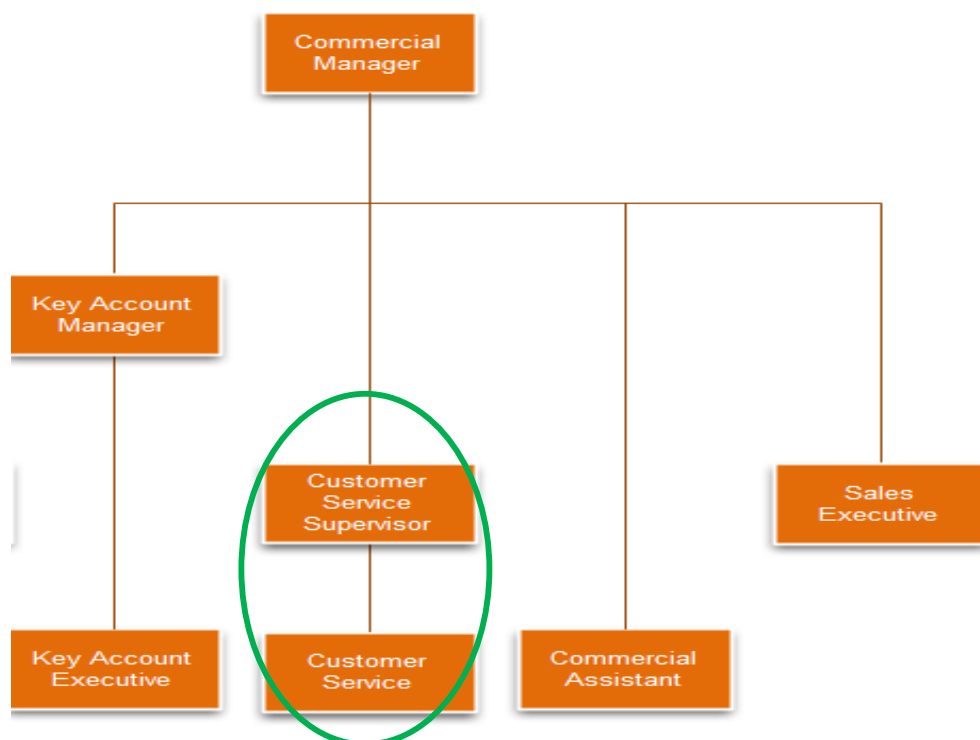 Commercial
Manager
Key Account
Manager
Customer
Service
Supervisor
Sales
Executive
Key Account
Executive
Customer
Service
Commercial
Assistant